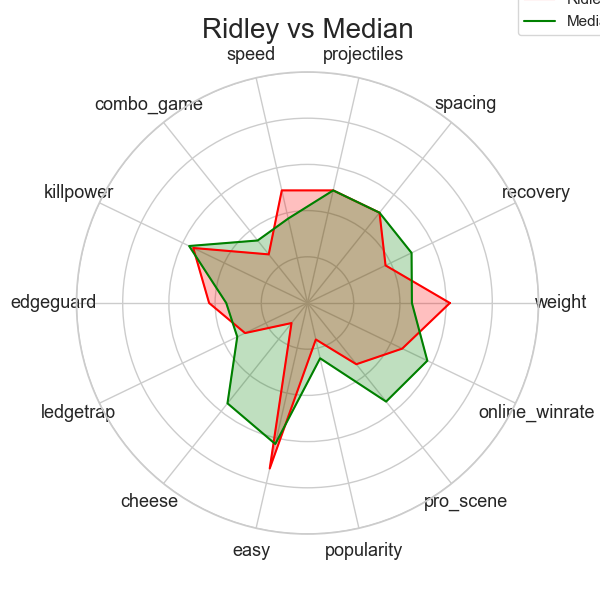 Ridley vs Median
speed
projectiles
combo_game
spacing
killpower
recovery
edgeguard
weight
ledgetrap
online_winrate
cheese
pro_scene
easy
popularity